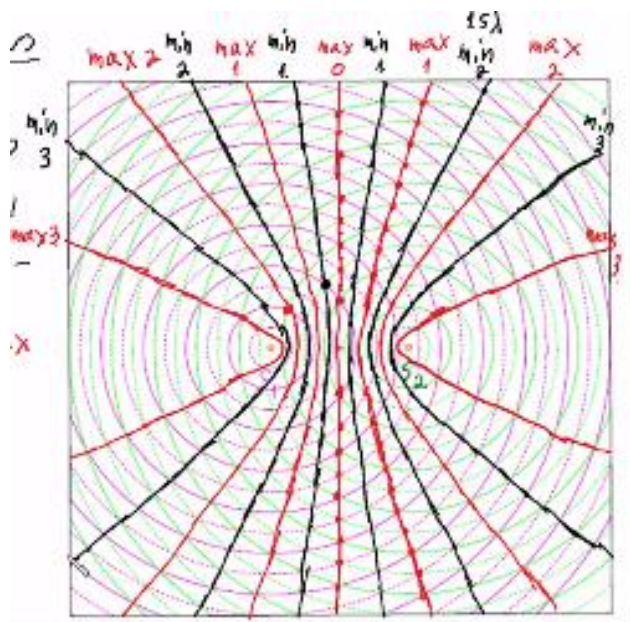 1.5λ
max 2 min 2 max 1 min 1 max 0 min 1 max 1 min 2 max 2
min 3 min 3
max 3 max 3
x
S2